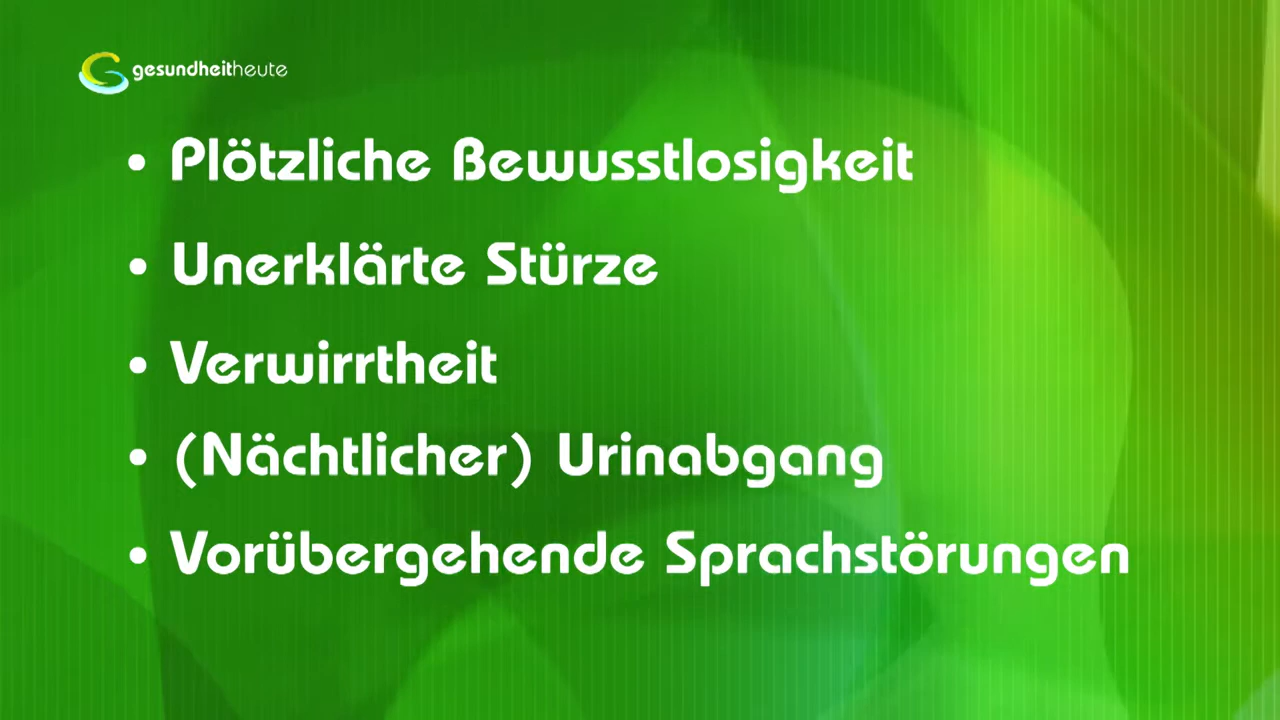 gesundheitheute
• Plötzliche Bewusstlosigkeit
• Unerklärte Stürze
• Verwirrtheit
• (Nächtlicher) Urinabgang
• Vorübergehende Sprachstörungen